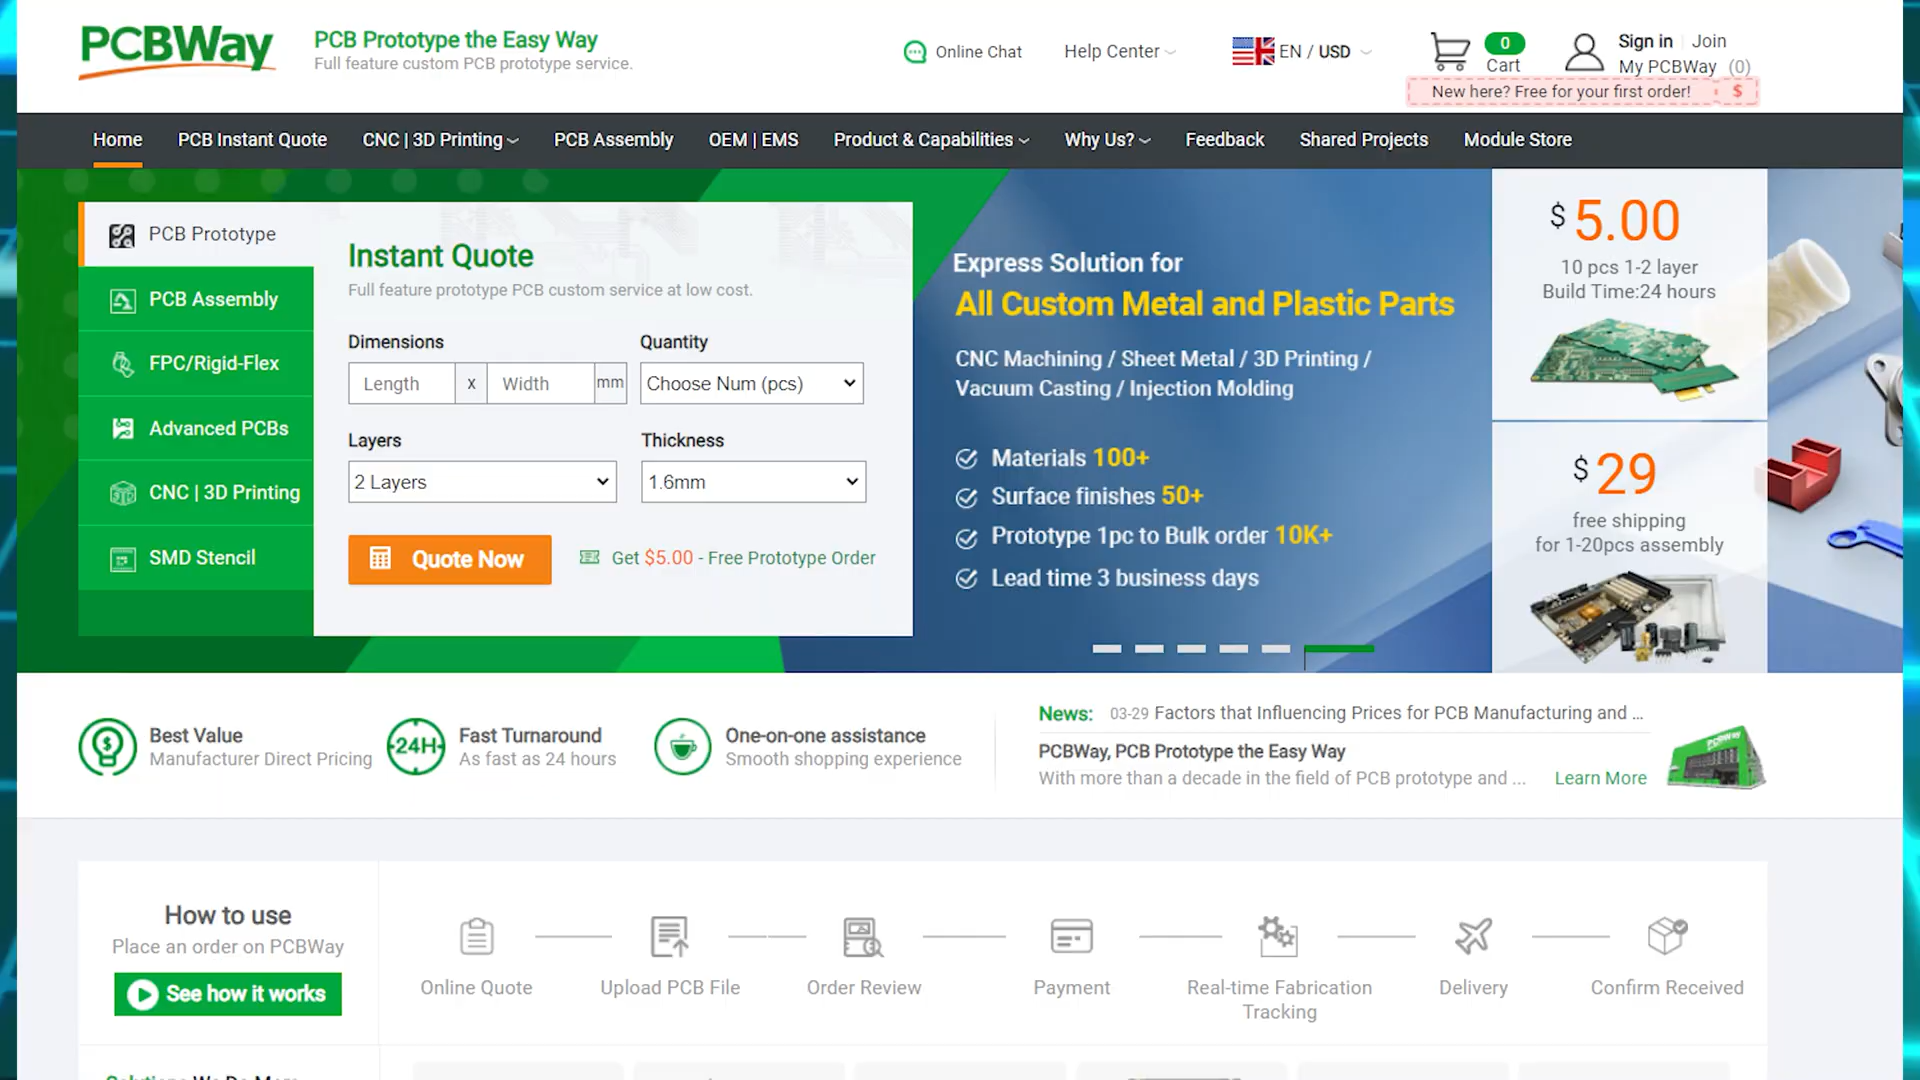 PCBWay
PCB Prototype the Easy Way
Full feature custom PCB prototype service.
Online Chat
Help Center
EN / USD
0
Cart
Sign in
Join
My PCBWay (0)
New here? Free for your first order! $
Home
PCB Instant Quote
CNC | 3D Printing
PCB Assembly
OEM | EMS
Product & Capabilities
Why Us?
Feedback
Shared Projects
Module Store
PCB Prototype
PCB Assembly
FPC/Rigid-Flex
Advanced PCBs
CNC | 3D Printing
SMD Stencil
Instant Quote
Full feature prototype PCB custom service at low cost.
Dimensions
Quantity
Length x Width mm
Choose Num (pcs)
Layers
Thickness
2 Layers
1.6mm
Quote Now
Get $5.00 - Free Prototype Order
Express Solution for
All Custom Metal and Plastic Parts
CNC Machining / Sheet Metal / 3D Printing /
Vacuum Casting / Injection Molding
Materials 100+
Surface finishes 50+
Prototype 1pc to Bulk order 10K+
Lead time 3 business days
$ 5.00
10 pcs 1-2 layer
Build Time:24 hours
$ 29
free shipping
for 1-20pcs assembly
Best Value
Manufacturer Direct Pricing
24H
Fast Turnaround
As fast as 24 hours
One-on-one assistance
Smooth shopping experience
News: 03-29 Factors that Influencing Prices for PCB Manufacturing and ...
PCBWay, PCB Prototype the Easy Way
With more than a decade in the field of PCB prototype and ... Learn More
PCBWay
How to use
Place an order on PCBWay
See how it works
Online Quote
Upload PCB File
Order Review
Payment
Real-time Fabrication
Tracking
Delivery
Confirm Received